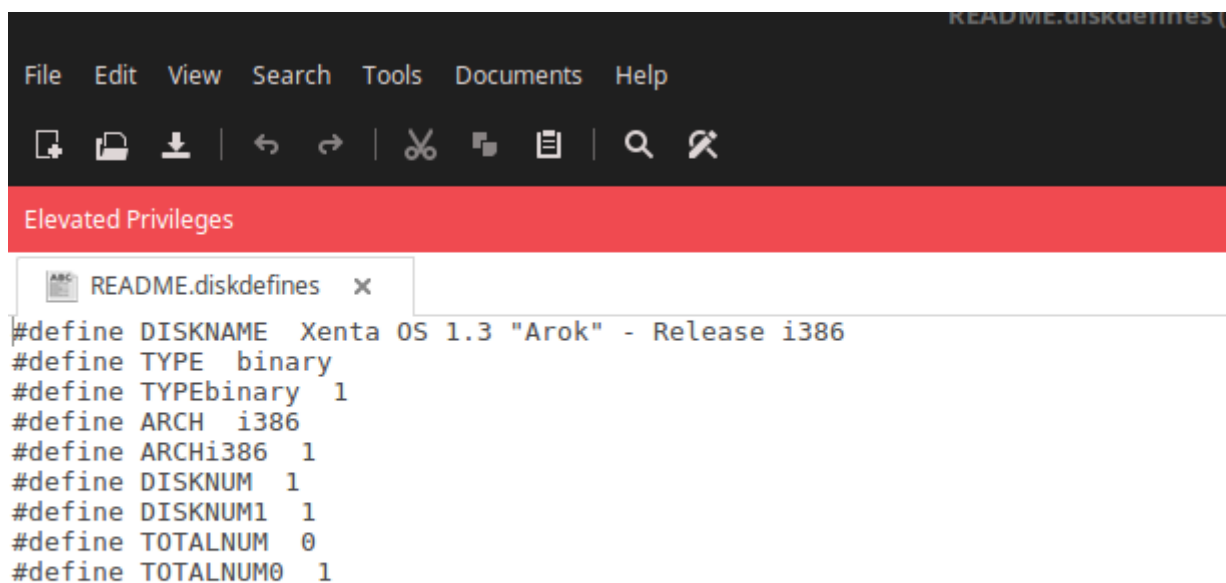 README.diskdefines (
File Edit View Search Tools Documents Help
Elevated Privileges
README.diskdefines
#define DISKNAME  Xenta OS 1.3 "Arok" - Release i386
#define TYPE  binary
#define TYPEbinary  1
#define ARCH  i386
#define ARCHi386  1
#define DISKNUM  1
#define DISKNUM1  1
#define TOTALNUM  0
#define TOTALNUM0  1